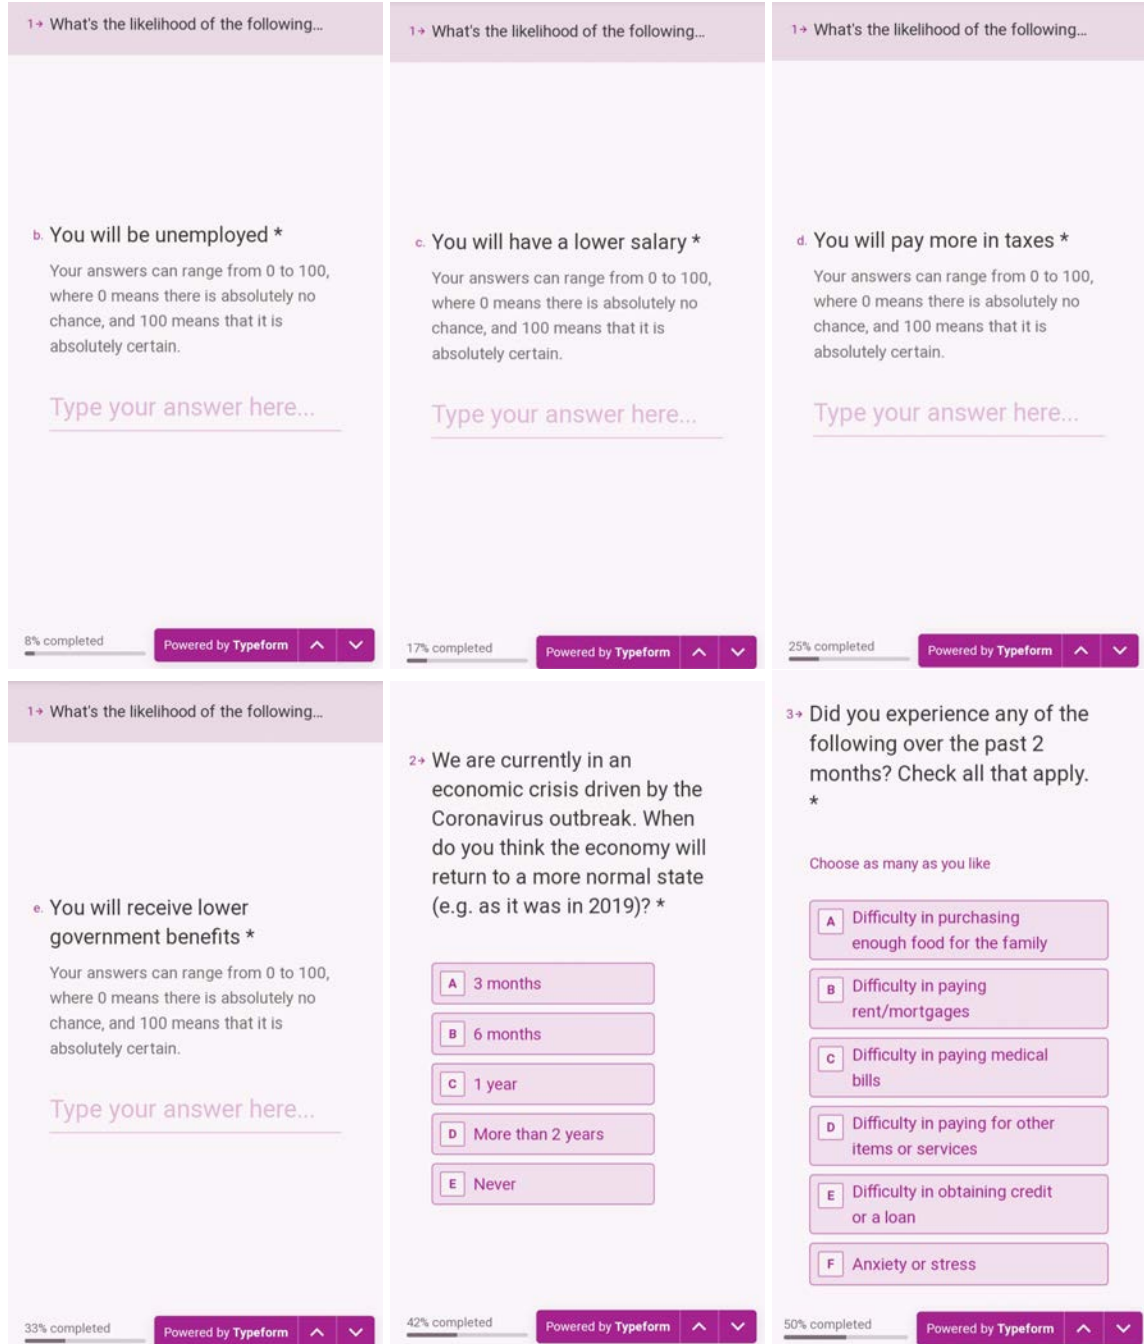 1→ What's the likelihood of the following...
b. You will be unemployed *
Your answers can range from 0 to 100,
where 0 means there is absolutely no
chance, and 100 means that it is
absolutely certain.
Type your answer here...
8% completed
Powered by Typeform
1→ What's the likelihood of the following...
c. You will have a lower salary *
Your answers can range from 0 to 100,
where 0 means there is absolutely no
chance, and 100 means that it is
absolutely certain.
Type your answer here...
17% completed
Powered by Typeform
1→ What's the likelihood of the following...
d. You will pay more in taxes *
Your answers can range from 0 to 100,
where 0 means there is absolutely no
chance, and 100 means that it is
absolutely certain.
Type your answer here...
25% completed
Powered by Typeform
1→ What's the likelihood of the following...
e. You will receive lower
government benefits *
Your answers can range from 0 to 100,
where 0 means there is absolutely no
chance, and 100 means that it is
absolutely certain.
Type your answer here...
33% completed
Powered by Typeform
2→ We are currently in an
economic crisis driven by the
Coronavirus outbreak. When
do you think the economy will
return to a more normal state
(e.g. as it was in 2019)? *
A 3 months
B 6 months
C 1 year
D More than 2 years
E Never
42% completed
Powered by Typeform
3→ Did you experience any of the
following over the past 2
months? Check all that apply.
*
Choose as many as you like
A Difficulty in purchasing
enough food for the family
B Difficulty in paying
rent/mortgages
C Difficulty in paying medical
bills
D Difficulty in paying for other
items or services
E Difficulty in obtaining credit
or a loan
F Anxiety or stress
50% completed
Powered by Typeform